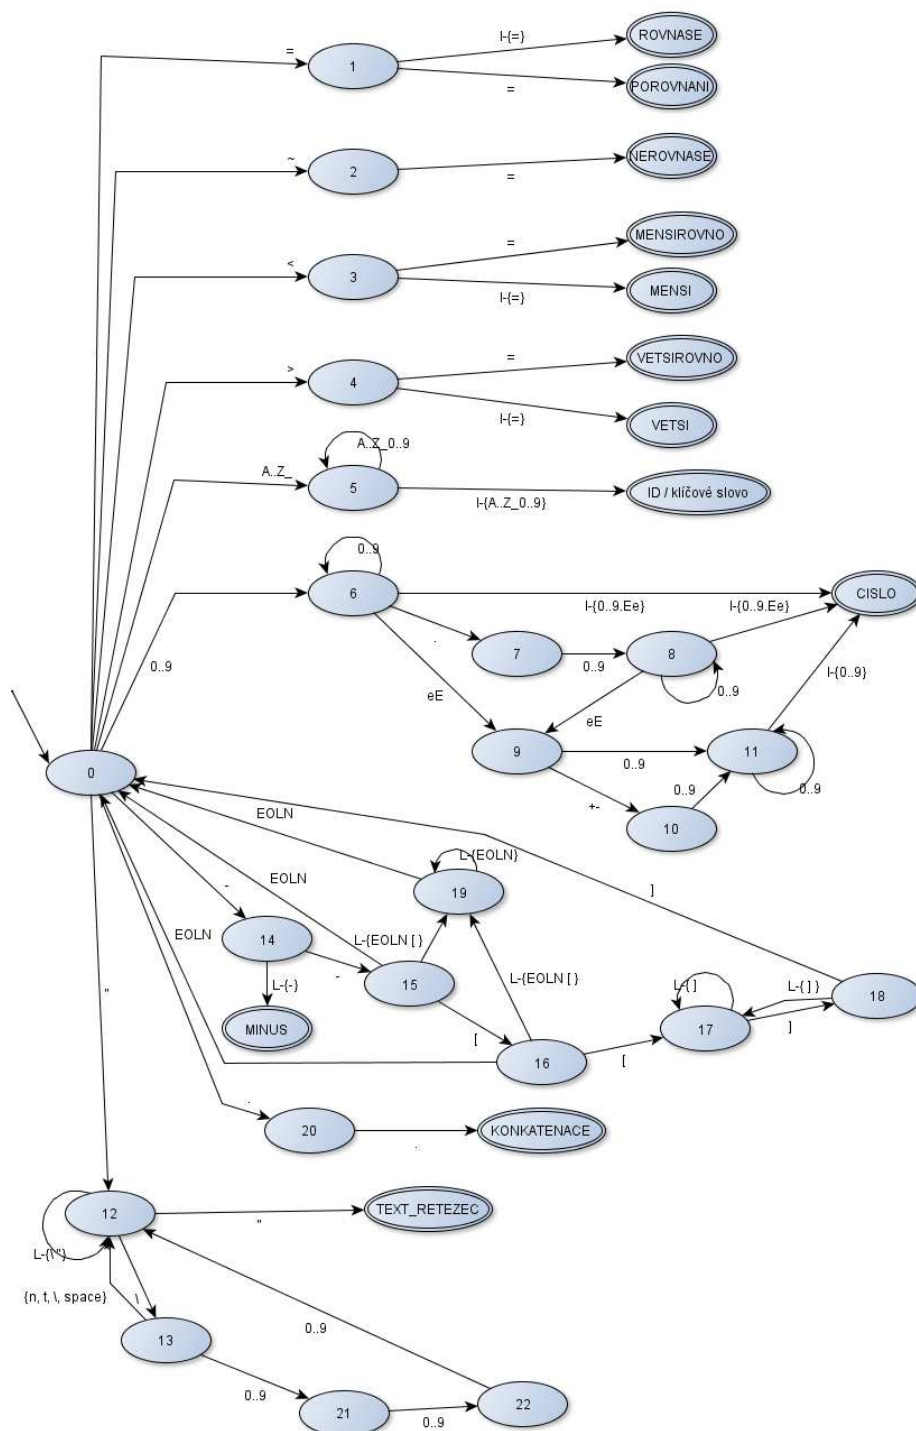 =
1
I-{=}
ROVNASE
=
POROVNANI
~
2
=
NEROVNASE
<
3
=
MENSIROVNO
I-{=}
MENSI
>
4
=
VETSIROVNO
I-{=}
VETSI
A..Z_
A..Z_0..9
5
I-{A..Z_0..9}
ID / klíčové slovo
0..9
0..9
6
I-{0..9.Ee}
CISLO
.
7
0..9
8
I-{0..9.Ee}
0..9
eE
eE
9
0..9
11
I-{0..9}
0..9
+-
10
0..9
0
EOLN
L-{EOLN}
19
]
-
EOLN
14
EOLN
L-{EOLN [ }
-
15
L-{-}
MINUS
[
L-{EOLN [ }
16
[
L-{ ]
17
L-{ ] }
]
18
"
.
20
.
KONKATENACE
12
"
TEXT_RETEZEC
L-{\ "}
{n, t, \, space}
\
13
0..9
21
0..9
22
0..9